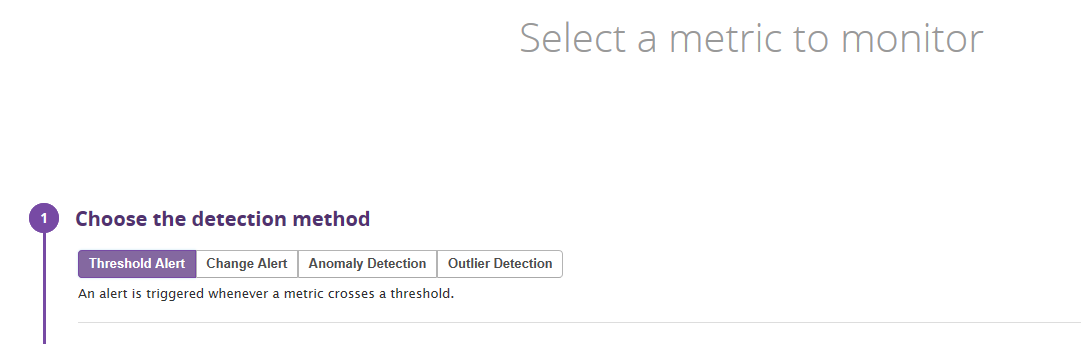 Select a metric to monitor
1
Choose the detection method
Threshold Alert Change Alert Anomaly Detection Outlier Detection
An alert is triggered whenever a metric crosses a threshold.